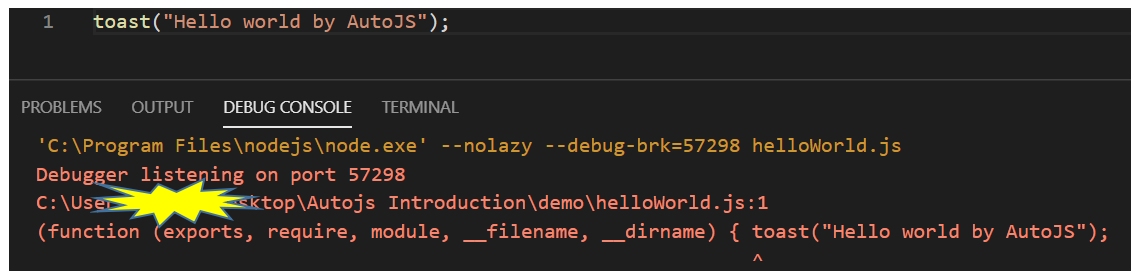 1 toast("Hello world by AutoJS");
PROBLEMS OUTPUT DEBUG CONSOLE TERMINAL
'C:\Program Files\nodejs\node.exe' --nolazy --debug-brk=57298 helloWorld.js
Debugger listening on port 57298
C:\User sktop\Autojs Introduction\demo\helloWorld.js:1
(function (exports, require, module, __filename, __dirname) { toast("Hello world by AutoJS");
^